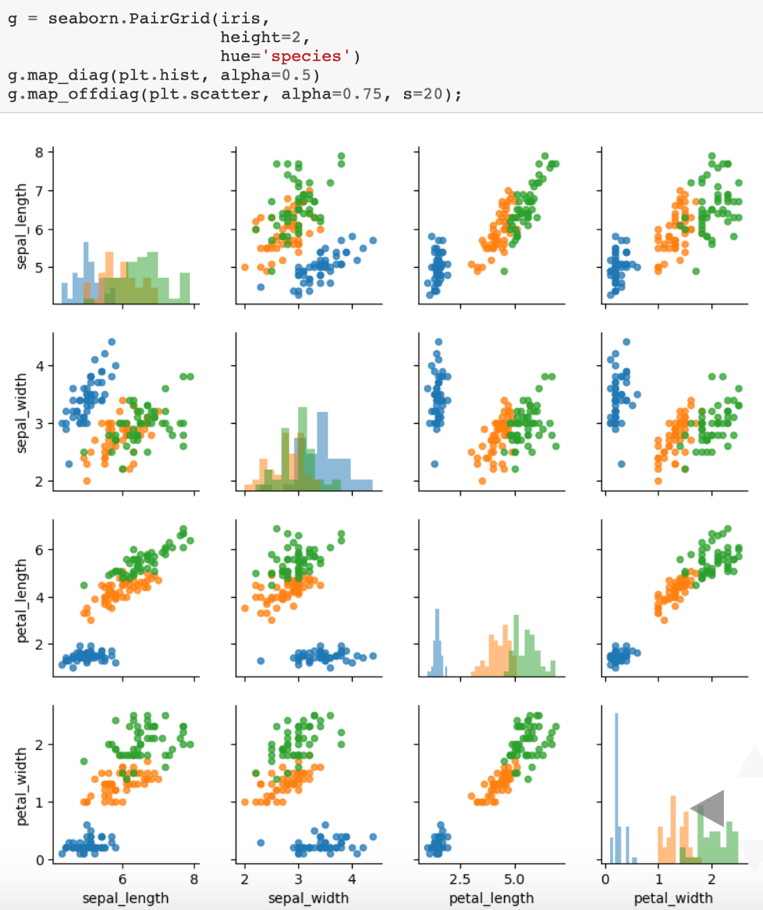 g = seaborn.PairGrid(iris,
                     height=2,
                     hue='species')
g.map_diag(plt.hist, alpha=0.5)
g.map_offdiag(plt.scatter, alpha=0.75, s=20);
sepal_length
8
7
6
5
sepal_width
4
3
2
petal_length
6
4
2
petal_width
2
1
0
6 8
2 3 4
2.5 5.0
0 1 2
sepal_length sepal_width petal_length petal_width